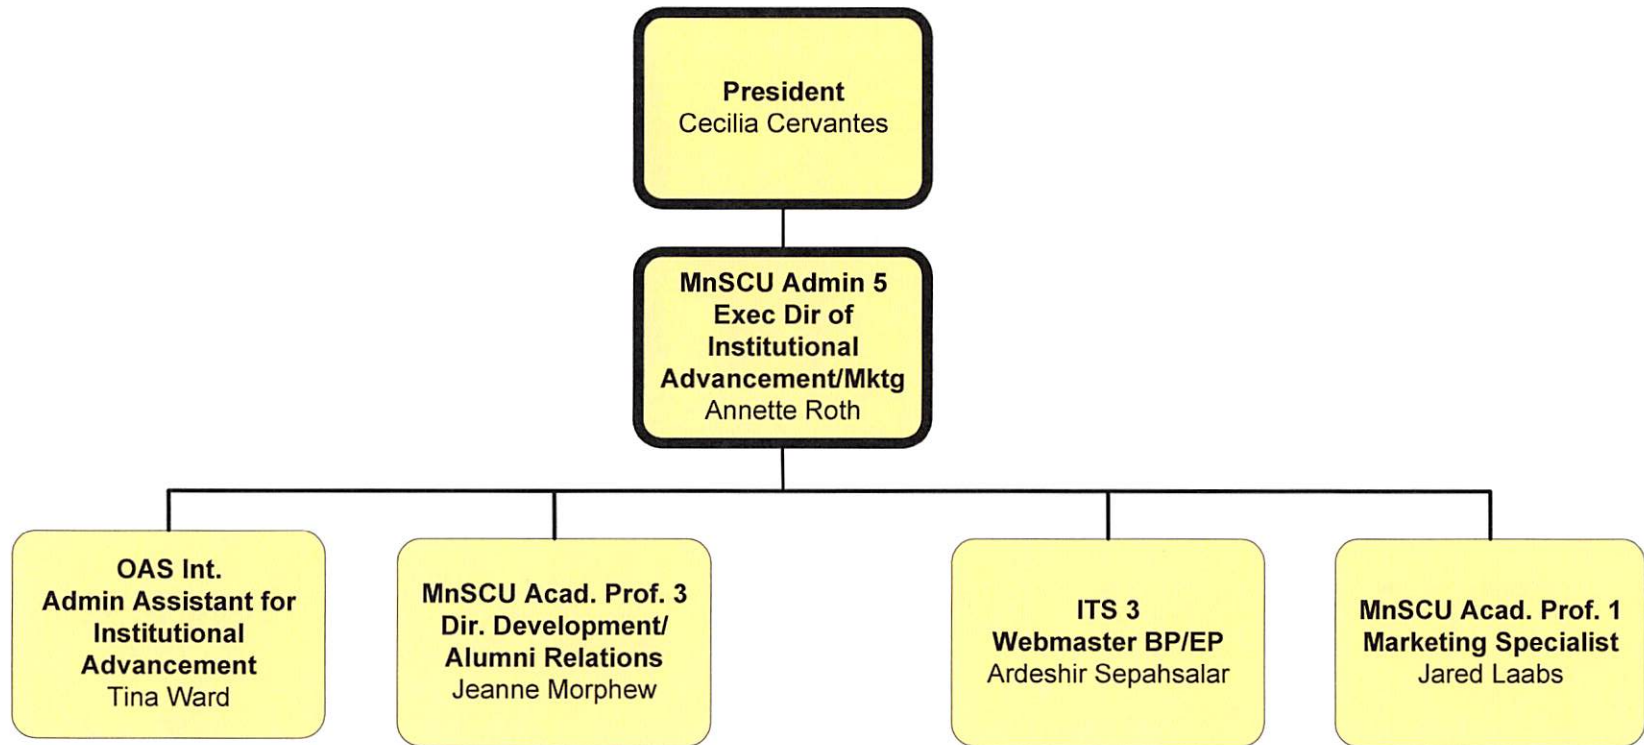 President
Cecilia Cervantes
MnSCU Admin 5
Exec Dir of
Institutional
Advancement/Mktg
Annette Roth
OAS Int.
Admin Assistant for
Institutional
Advancement
Tina Ward
MnSCU Acad. Prof. 3
Dir. Development/
Alumni Relations
Jeanne Morphew
ITS 3
Webmaster BP/EP
Ardeshir Sepahsalar
MnSCU Acad. Prof. 1
Marketing Specialist
Jared Laabs